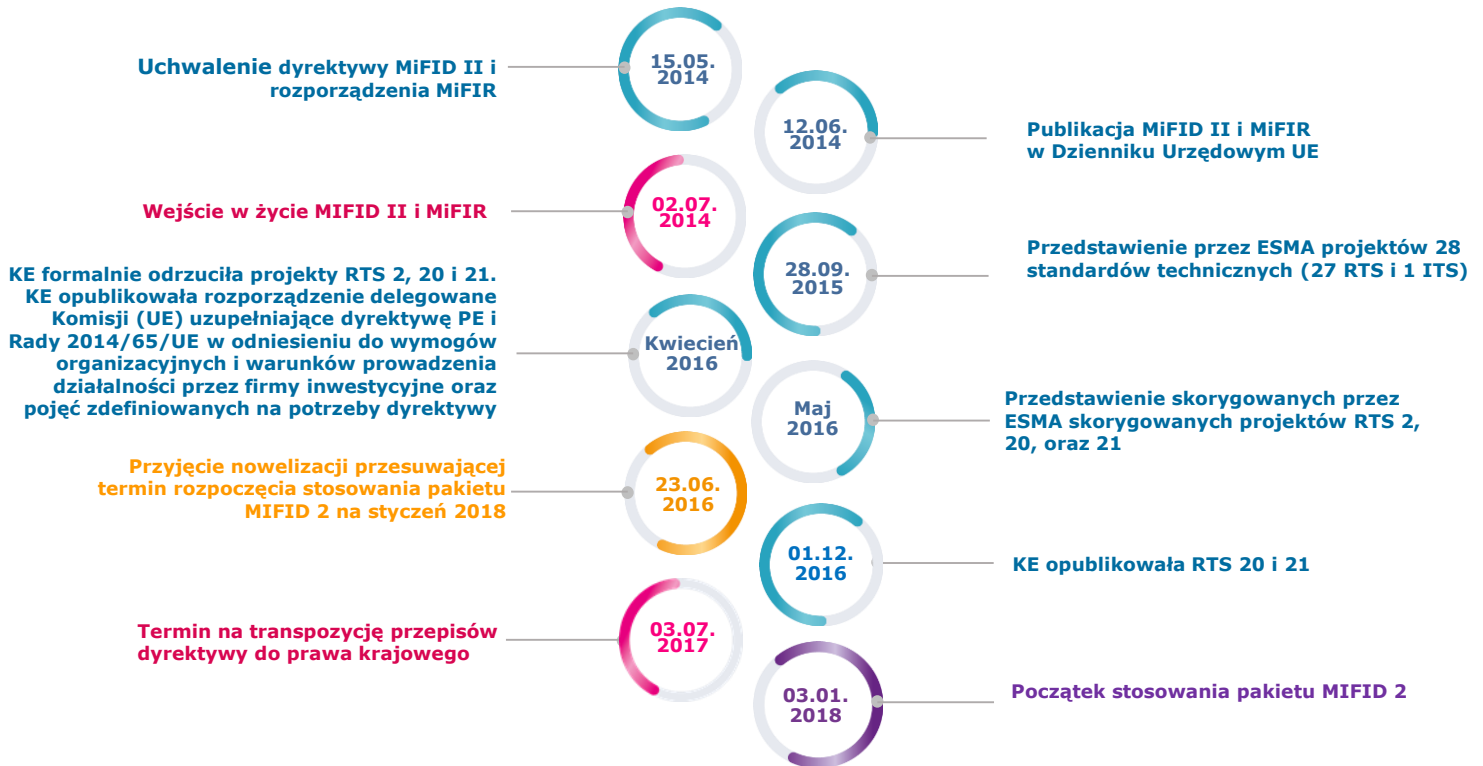 15.05.
2014
Uchwalenie dyrektywy MiFID II i
rozporządzenia MiFIR
12.06.
2014
Publikacja MiFID II i MiFIR
w Dzienniku Urzędowym UE
02.07.
2014
Wejście w życie MIFID II i MiFIR
28.09.
2015
Przedstawienie przez ESMA projektów 28
standardów technicznych (27 RTS i 1 ITS)
KE formalnie odrzuciła projekty RTS 2, 20 i 21.
KE opublikowała rozporządzenie delegowane
Komisji (UE) uzupełniające dyrektywę PE i
Rady 2014/65/UE w odniesieniu do wymogów
organizacyjnych i warunków prowadzenia
działalności przez firmy inwestycyjne oraz
pojęć zdefiniowanych na potrzeby dyrektywy
Kwiecień
2016
Maj
2016
Przedstawienie skorygowanych przez
ESMA skorygowanych projektów RTS 2,
20, oraz 21
Przyjęcie nowelizacji przesuwającej
termin rozpoczęcia stosowania pakietu
MIFID 2 na styczeń 2018
23.06.
2016
01.12.
2016
KE opublikowała RTS 20 i 21
Termin na transpozycję przepisów
dyrektywy do prawa krajowego
03.07.
2017
03.01.
2018
Początek stosowania pakietu MIFID 2